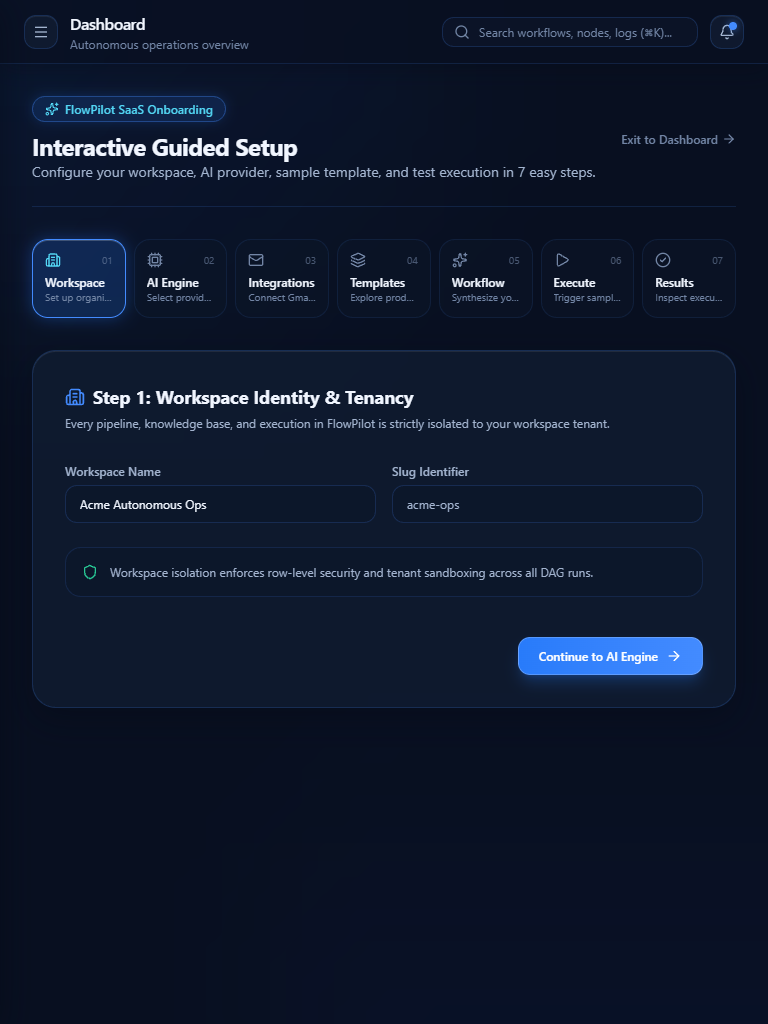 Dashboard
Autonomous operations overview
Search workflows, nodes, logs (⌘K)...
FlowPilot SaaS Onboarding
Interactive Guided Setup
Configure your workspace, AI provider, sample template, and test execution in 7 easy steps.
Exit to Dashboard →
01
Workspace
Set up organi...
02
AI Engine
Select provid...
03
Integrations
Connect Gma...
04
Templates
Explore prod...
05
Workflow
Synthesize yo...
06
Execute
Trigger sampl...
07
Results
Inspect execu...
Step 1: Workspace Identity & Tenancy
Every pipeline, knowledge base, and execution in FlowPilot is strictly isolated to your workspace tenant.
Workspace Name
Acme Autonomous Ops
Slug Identifier
acme-ops
Workspace isolation enforces row-level security and tenant sandboxing across all DAG runs.
Continue to AI Engine →